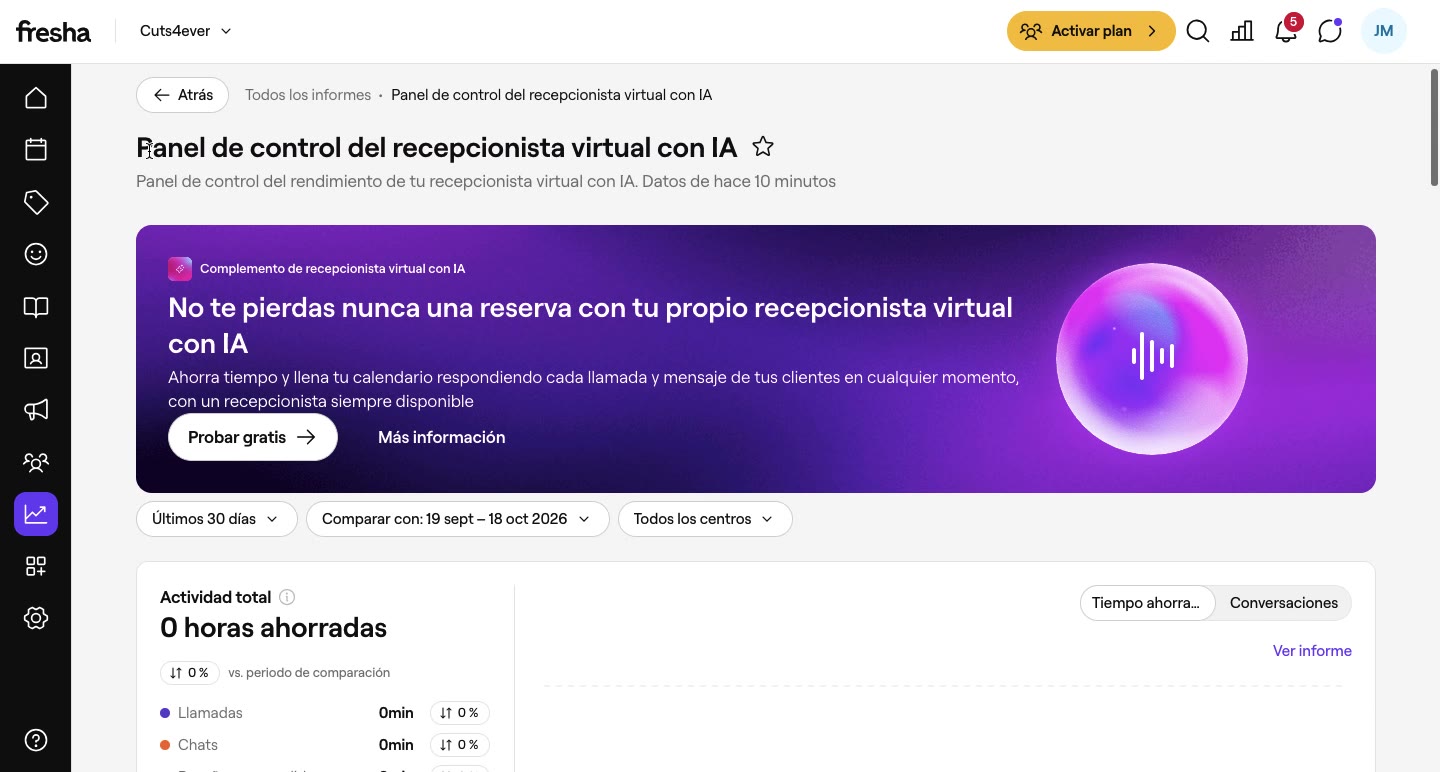 fresha
Cuts4ever
Activar plan
5
JM
Atrás
Todos los informes • Panel de control del recepcionista virtual con IA
Panel de control del recepcionista virtual con IA
Panel de control del rendimiento de tu recepcionista virtual con IA. Datos de hace 10 minutos
Complemento de recepcionista virtual con IA
No te pierdas nunca una reserva con tu propio recepcionista virtual
con IA
Ahorra tiempo y llena tu calendario respondiendo cada llamada y mensaje de tus clientes en cualquier momento,
con un recepcionista siempre disponible
Probar gratis
Más información
Últimos 30 días
Comparar con: 19 sept – 18 oct 2026
Todos los centros
Actividad total
0 horas ahorradas
0 %
vs. periodo de comparación
Tiempo ahorra...
Conversaciones
Ver informe
Llamadas 0min 0 %
Chats 0min 0 %